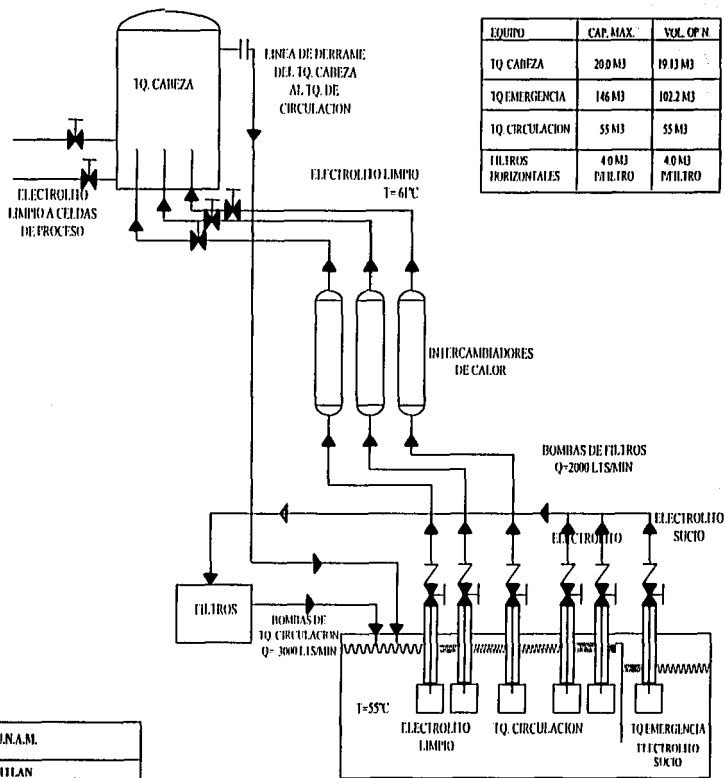 TQ. CABEZA
LINEA DE DERRAME
DEL TQ. CABEZA
AL TQ. DE
CIRCULACION
EQUIPO CAP. MAX. VOL. OP'N.
TQ. CABEZA 20.0 M3 19.13 M3
TQ EMERGENCIA 146 M3 102.2 M3
TQ. CIRCULACION 55 M3 55 M3
FILTROS 4.0 M3 4.0 M3
HORIZONTALES P/FILTRO P/FILTRO
ELECTROLITO
LIMPIO A CELDAS
DE PROCESO
ELECTROLITO LIMPIO
T= 61ºC
INTERCAMBIADORES
DE CALOR
BOMBAS DE FILTROS
Q=2000 LTS/MIN
ELECTROLITO
SUCIO
ELECTROLITO
FILTROS
BOMBAS DE
TQ. CIRCULACION
Q= 3000 LTS/MIN
T=55ºC
ELECTROLITO
LIMPIO
TQ. CIRCULACION
TQ EMERGENCIA
ELECTROLITO
SUCIO
.N.A.M.
ITLAN